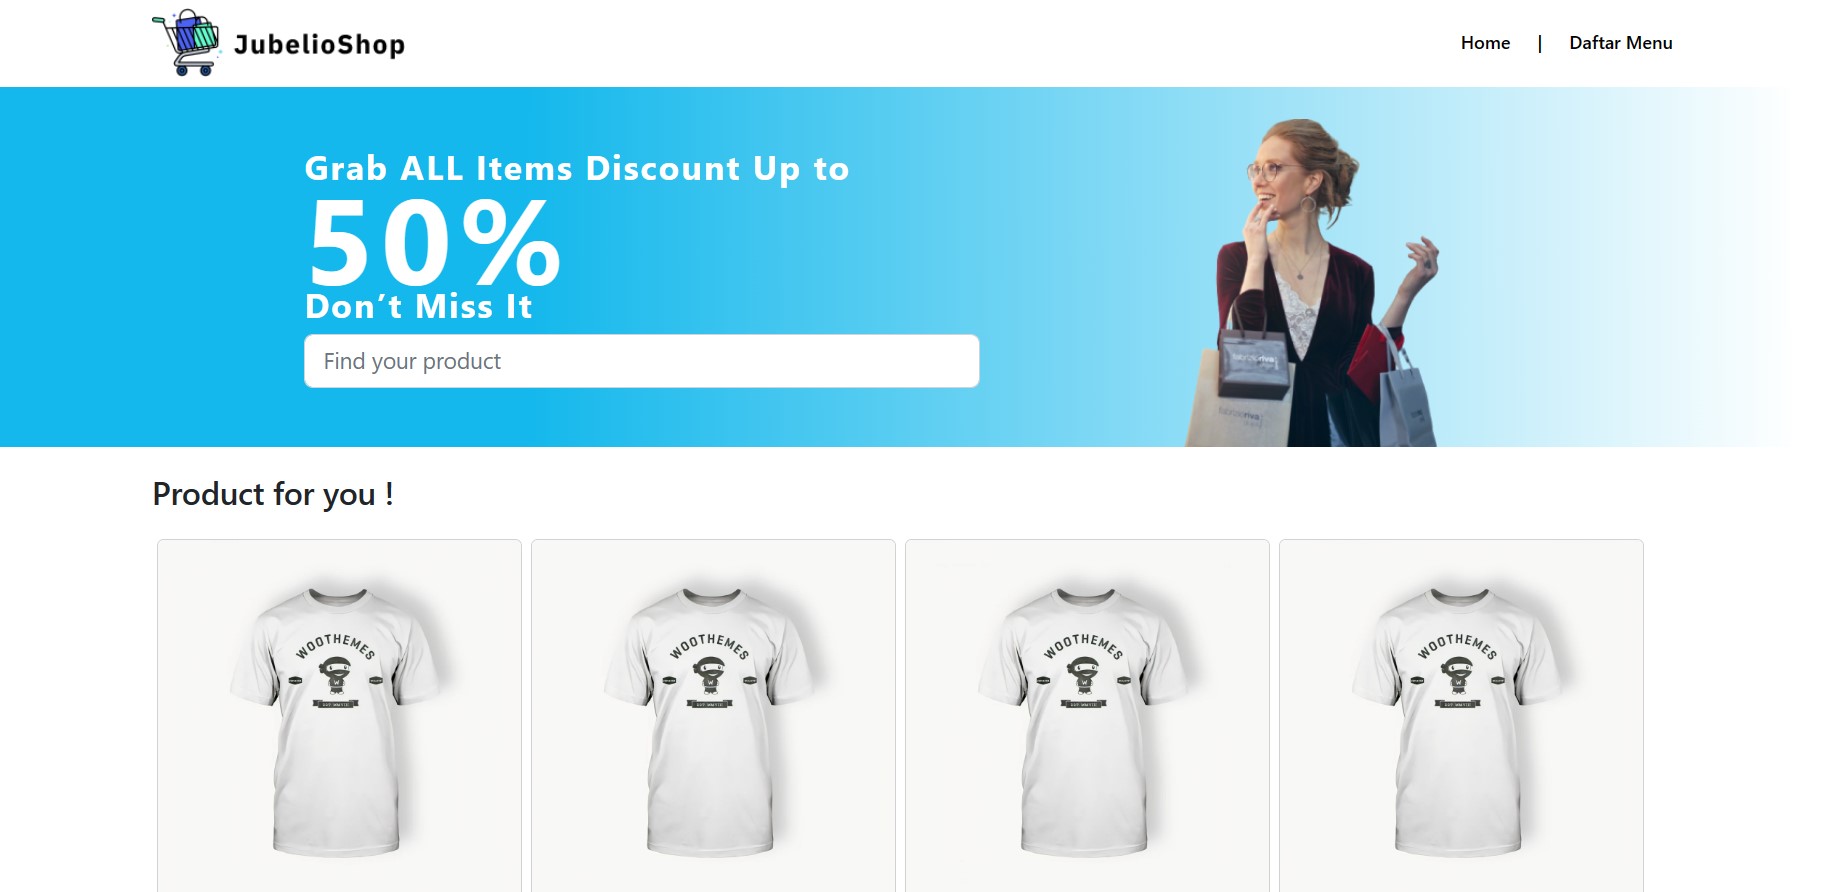 JubelioShop
Home | Daftar Menu
Grab ALL Items Discount Up to
50%
Don’t Miss It
Find your product
Product for you !
WOOTHEMES
W
WOOTHEMES
W
WOOTHEMES
W
WOOTHEMES
W